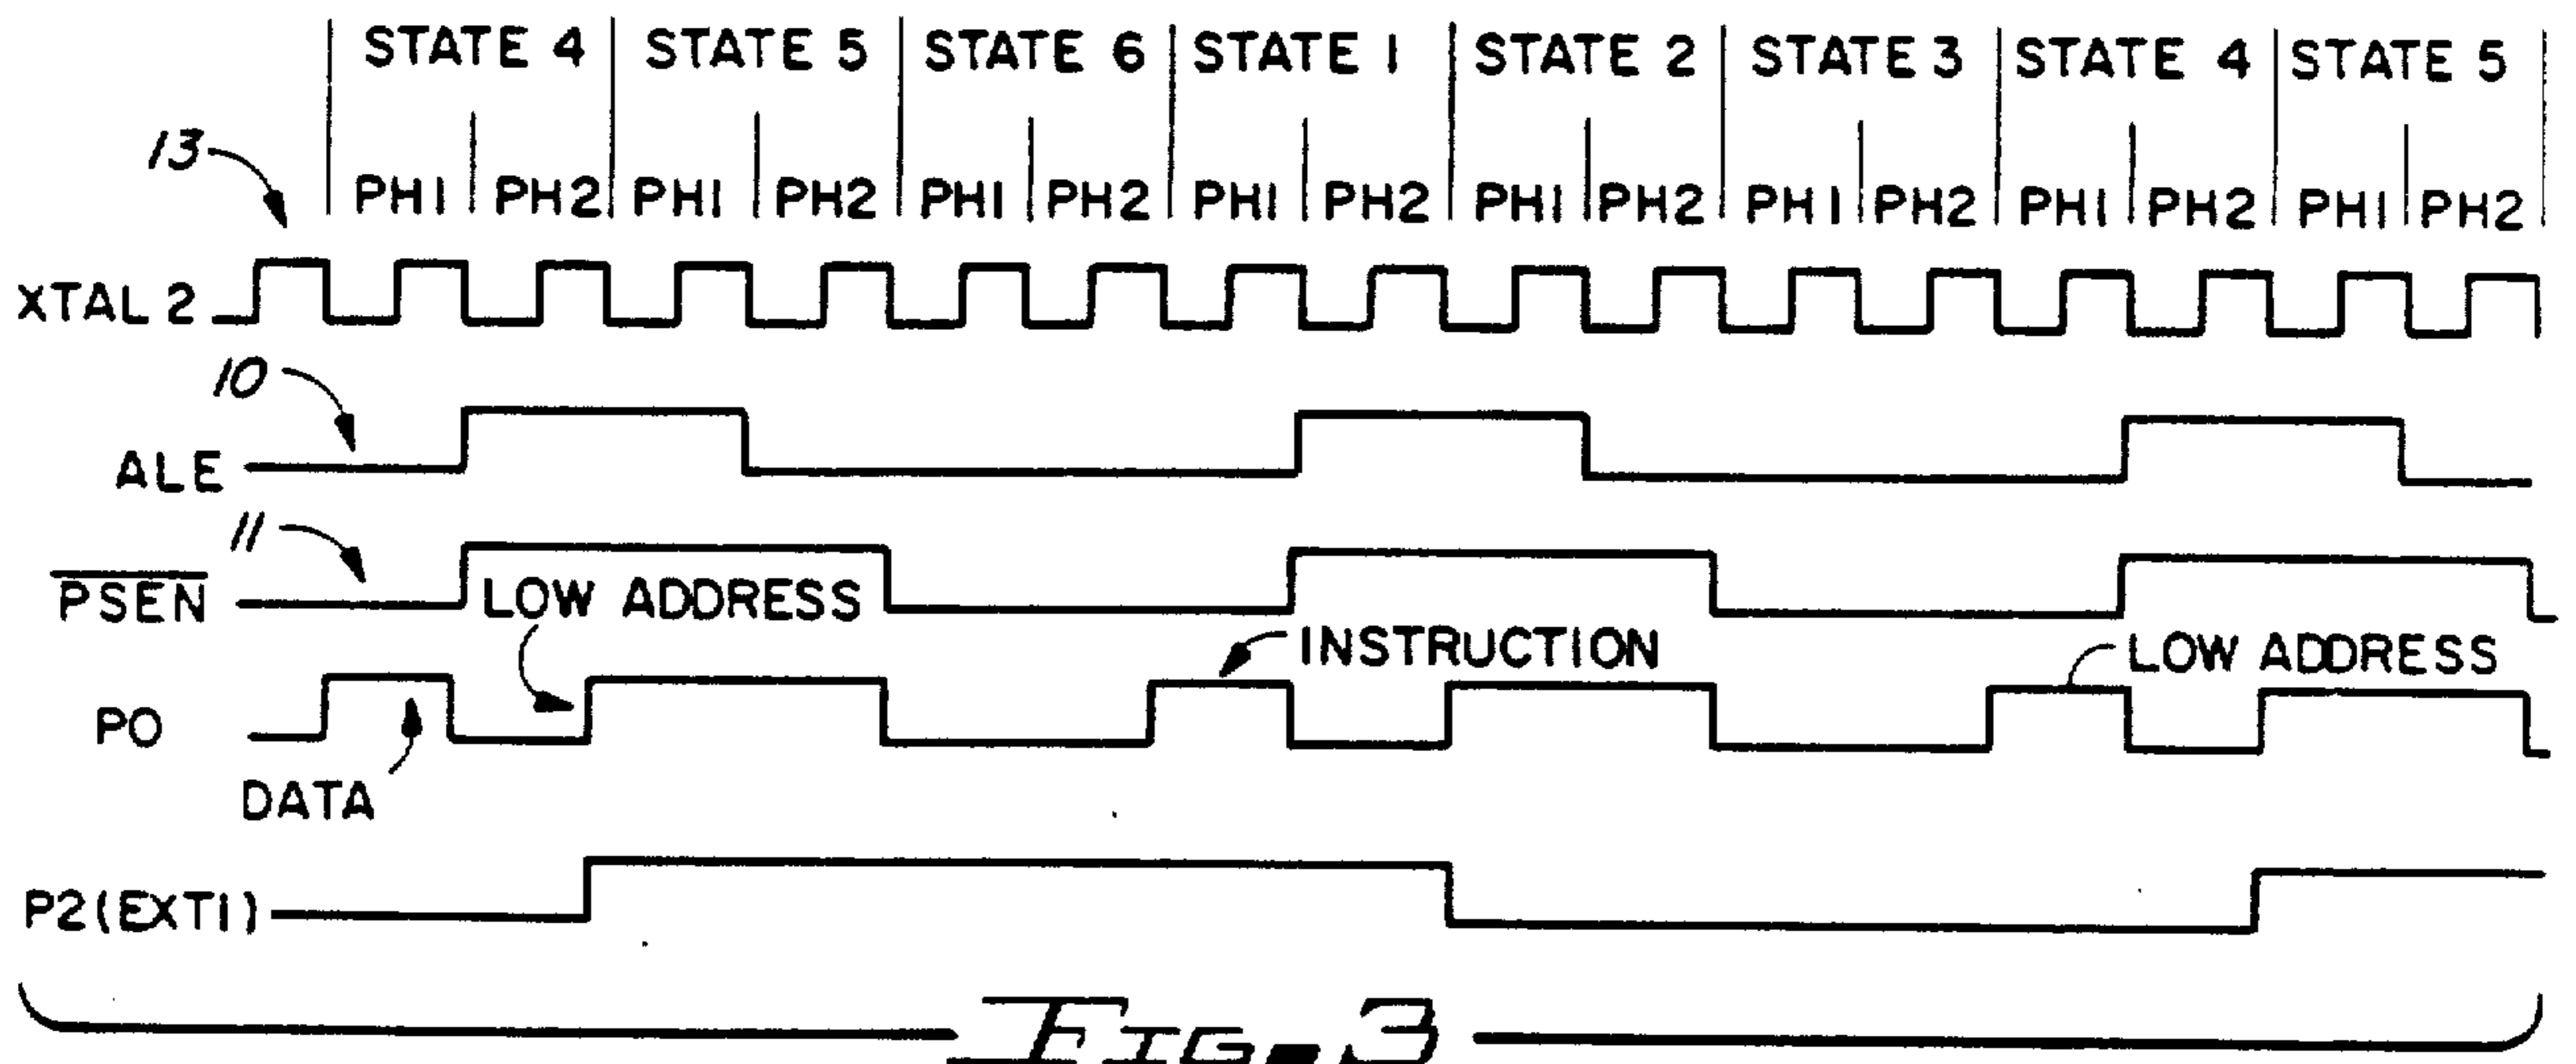 STATE 4 STATE 5 STATE 6 STATE 1 STATE 2 STATE 3 STATE 4 STATE 5
13
PH1 PH2 PH1 PH2 PH1 PH2 PH1 PH2 PH1 PH2 PH1 PH2 PH1 PH2 PH1 PH2
XTAL 2
10
ALE
11
PSEN
LOW ADDRESS
INSTRUCTION
LOW ADDRESS
PO
DATA
P2(EXT1)
FIG. 3